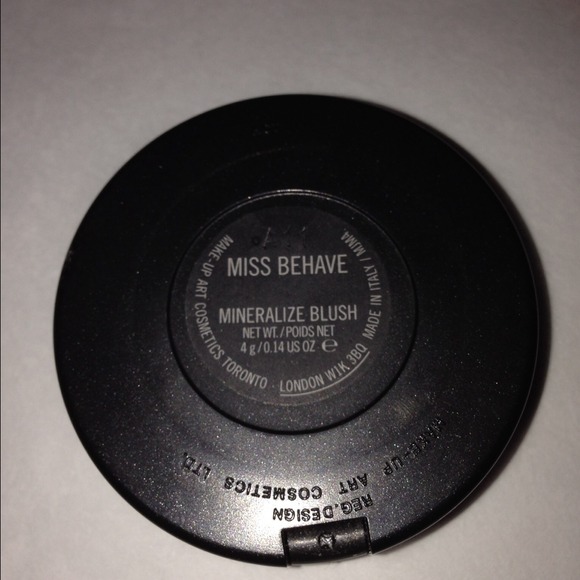 MISS BEHAVE
MINERALIZE BLUSH
NET WT./POIDS NET
4 g/0.14 US OZ ℮
MAKE-UP ART COSMETICS TORONTO · LONDON W1K 3BQ MADE IN ITALY / MJM4
REG. DESIGN
MAKE-UP ART COSMETICS LTD.